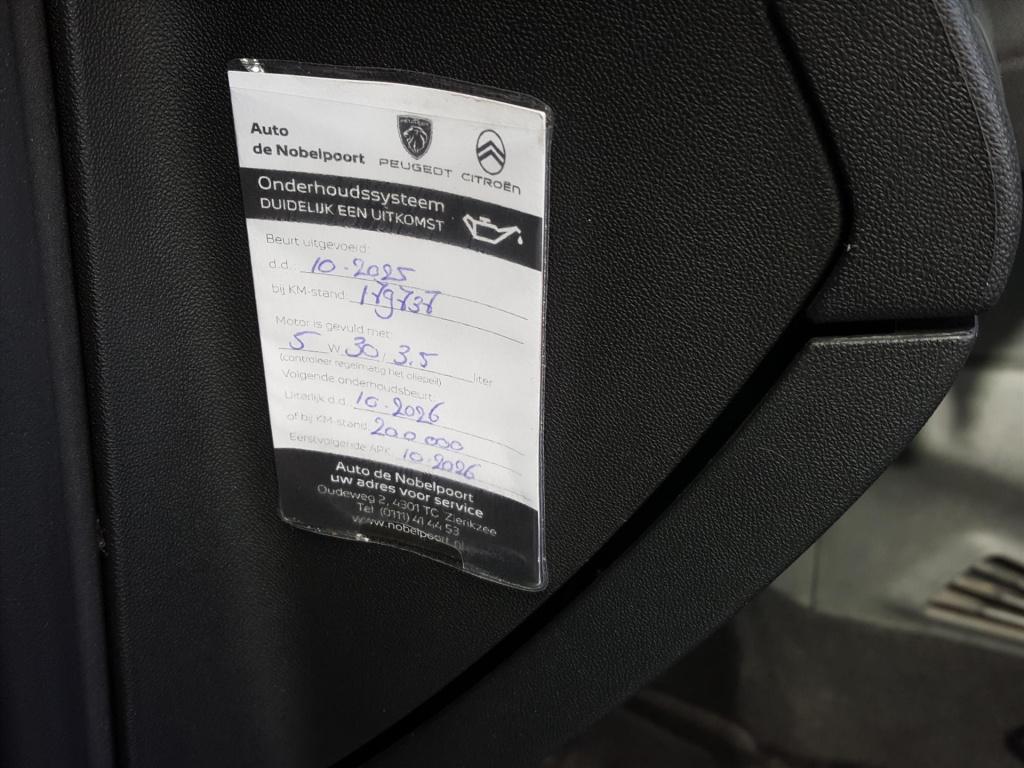 Auto
de Nobelpoort
PEUGEOT
PEUGEOT CITROËN
Onderhoudssysteem
DUIDELIJK EEN UITKOMST
Beurt uitgevoerd:
d.d. 10-2025
bij KM-stand: 179737
Motor is gevuld met:
5 W 30 / 3.5 liter
(controleer regelmatig het oliepeil)
Volgende onderhoudsbeurt:
Uiterlijk d.d. 10.2026
of bij KM-stand: 200 000
Eerstvolgende APK: 10-2026
Auto de Nobelpoort
uw adres voor service
Oudeweg 2, 4301 TC Zierikzee
Tel (0111) 41 44 53
www.nobelpoort.nl